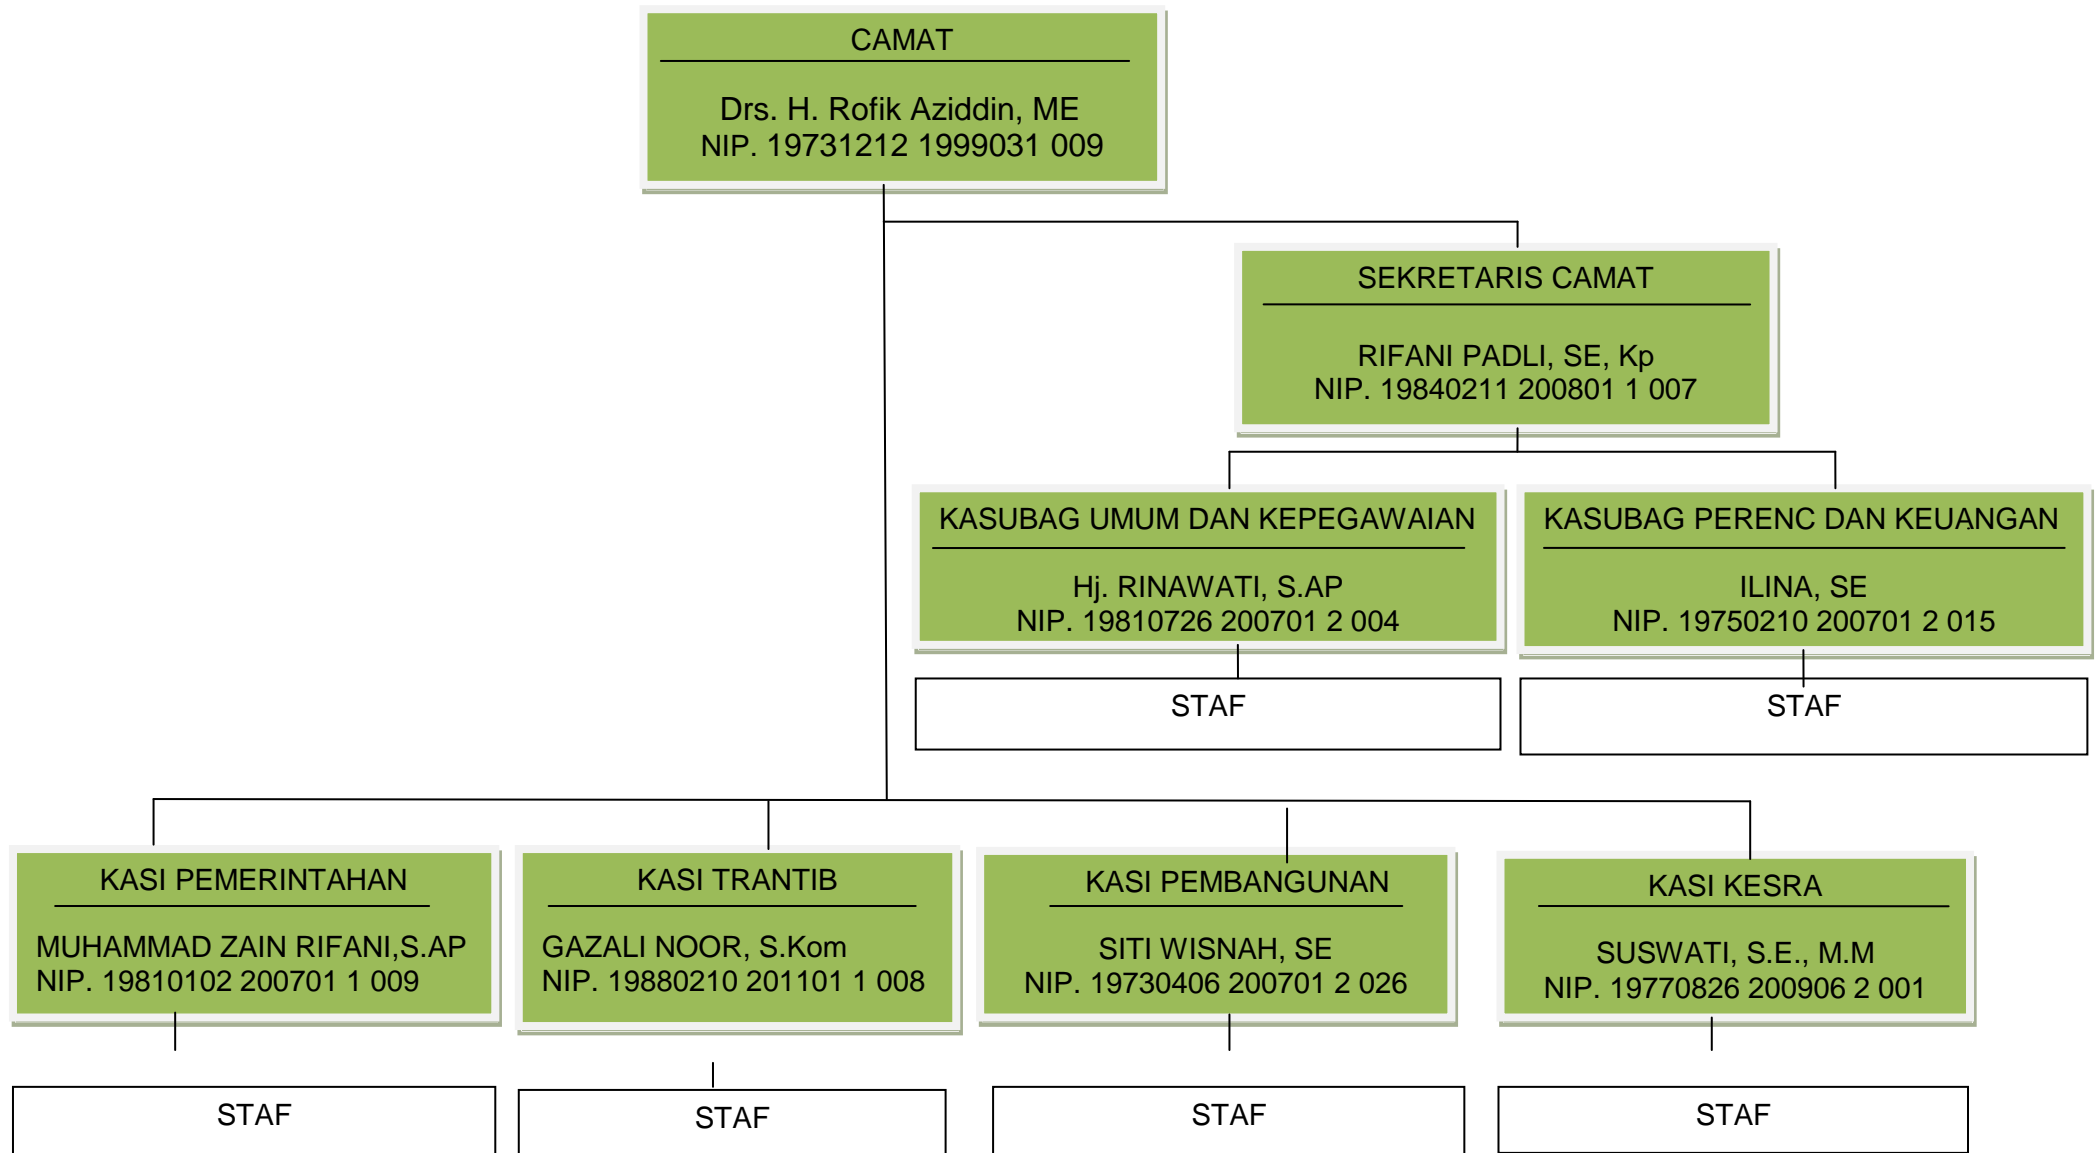 CAMAT
Drs. H. Rofik Aziddin, ME
NIP. 19731212 1999031 009
SEKRETARIS CAMAT
RIFANI PADLI, SE, Kp
NIP. 19840211 200801 1 007
KASUBAG UMUM DAN KEPEGAWAIAN
Hj. RINAWATI, S.AP
NIP. 19810726 200701 2 004
KASUBAG PERENC DAN KEUANGAN
ILINA, SE
NIP. 19750210 200701 2 015
STAF
STAF
KASI PEMERINTAHAN
MUHAMMAD ZAIN RIFANI,S.AP
NIP. 19810102 200701 1 009
KASI TRANTIB
GAZALI NOOR, S.Kom
NIP. 19880210 201101 1 008
KASI PEMBANGUNAN
SITI WISNAH, SE
NIP. 19730406 200701 2 026
KASI KESRA
SUSWATI, S.E., M.M
NIP. 19770826 200906 2 001
STAF
STAF
STAF
STAF